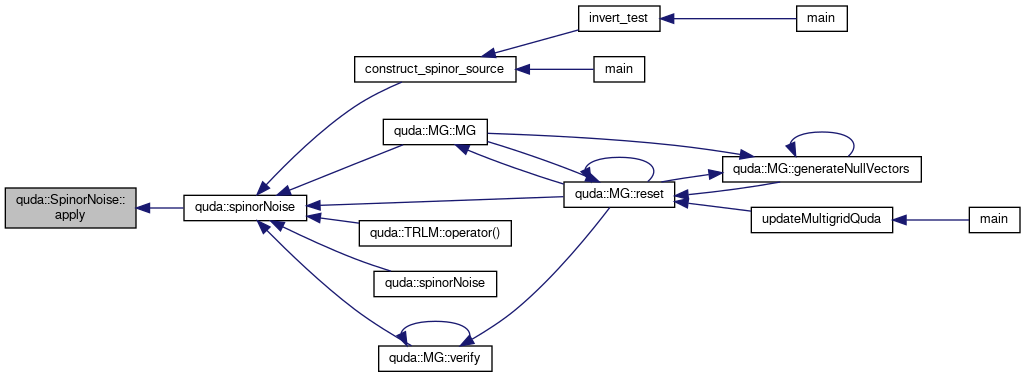 invert_test
main
construct_spinor_source
main
quda::MG::MG
quda::MG::generateNullVectors
quda::SpinorNoise::
apply
quda::spinorNoise
quda::MG::reset
updateMultigridQuda
main
quda::TRLM::operator()
quda::spinorNoise
quda::MG::verify